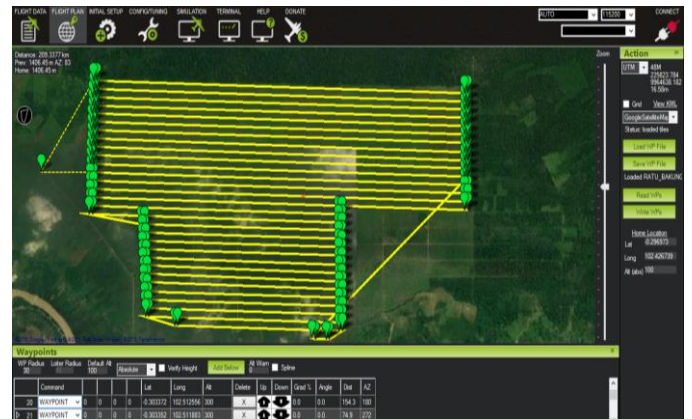 FLIGHT DATA FLIGHT PLAN INITIAL SETUP CONFIG/TUNING SIMULATION TERMINAL HELP DONATE
AUTO 115200 CONNECT
Distance: 209.3377 km
Prev: 1406.45 m AZ: 83
Home: 1406.45 m
Zoom
Action
UTM 48M
225823.784
9964638.182
16.58m
Grid View KML
GoogleSatelliteMap
Status: loaded tiles
Load WP File
Save WP File
Loaded RATU_BAKUNG
Read WPs
Write WPs
Home Location
Lat -0.296973
Long 102.426739
Alt (abs) 100
Waypoints
WP Radius Loiter Radius Default Alt
30 100 Absolute Verify Height Add Below Alt Warn 0 Spline
Command Lat Long Alt Delete Up Down Grad % Angle Dist AZ
20 WAYPOINT 0 0 0 0 -0.303372 102.512556 300 X 0.0 0.0 154.3 180
21 WAYPOINT 0 0 0 0 -0.303352 102.511883 300 X 0.0 0.0 74.9 272